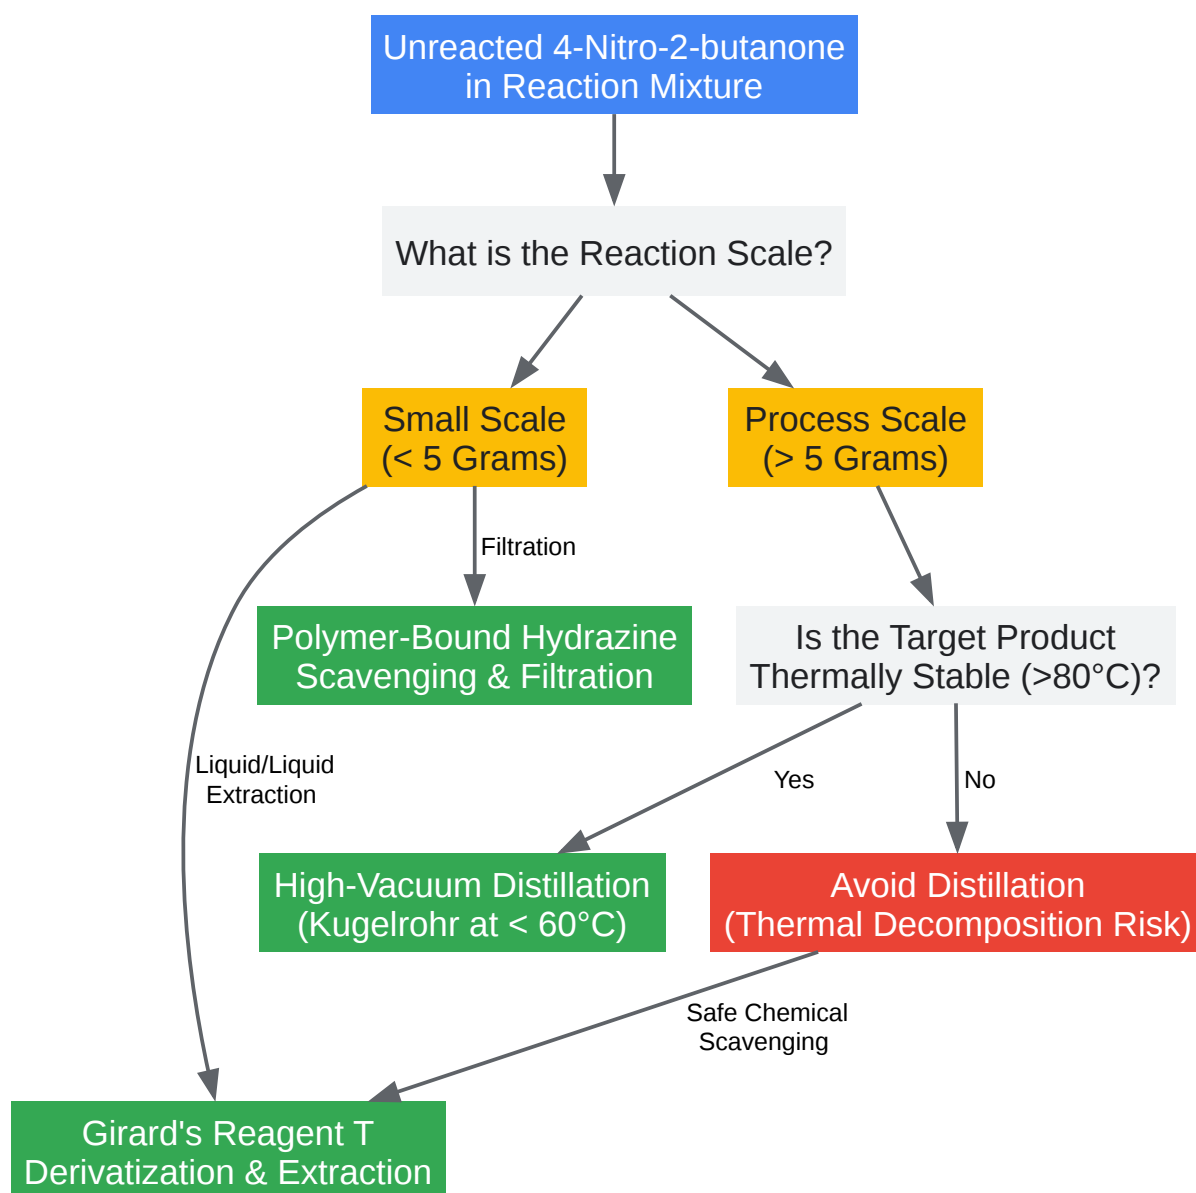 Unreacted 4-Nitro-2-butanone
in Reaction Mixture
What is the Reaction Scale?
Small Scale
(< 5 Grams)
Process Scale
(> 5 Grams)
Filtration
Polymer-Bound Hydrazine
Scavenging & Filtration
Is the Target Product
Thermally Stable (>80°C)?
Liquid/Liquid
Extraction
Yes
No
High-Vacuum Distillation
(Kugelrohr at < 60°C)
Avoid Distillation
(Thermal Decomposition Risk)
Safe Chemical
Scavenging
Girard's Reagent T
Derivatization & Extraction